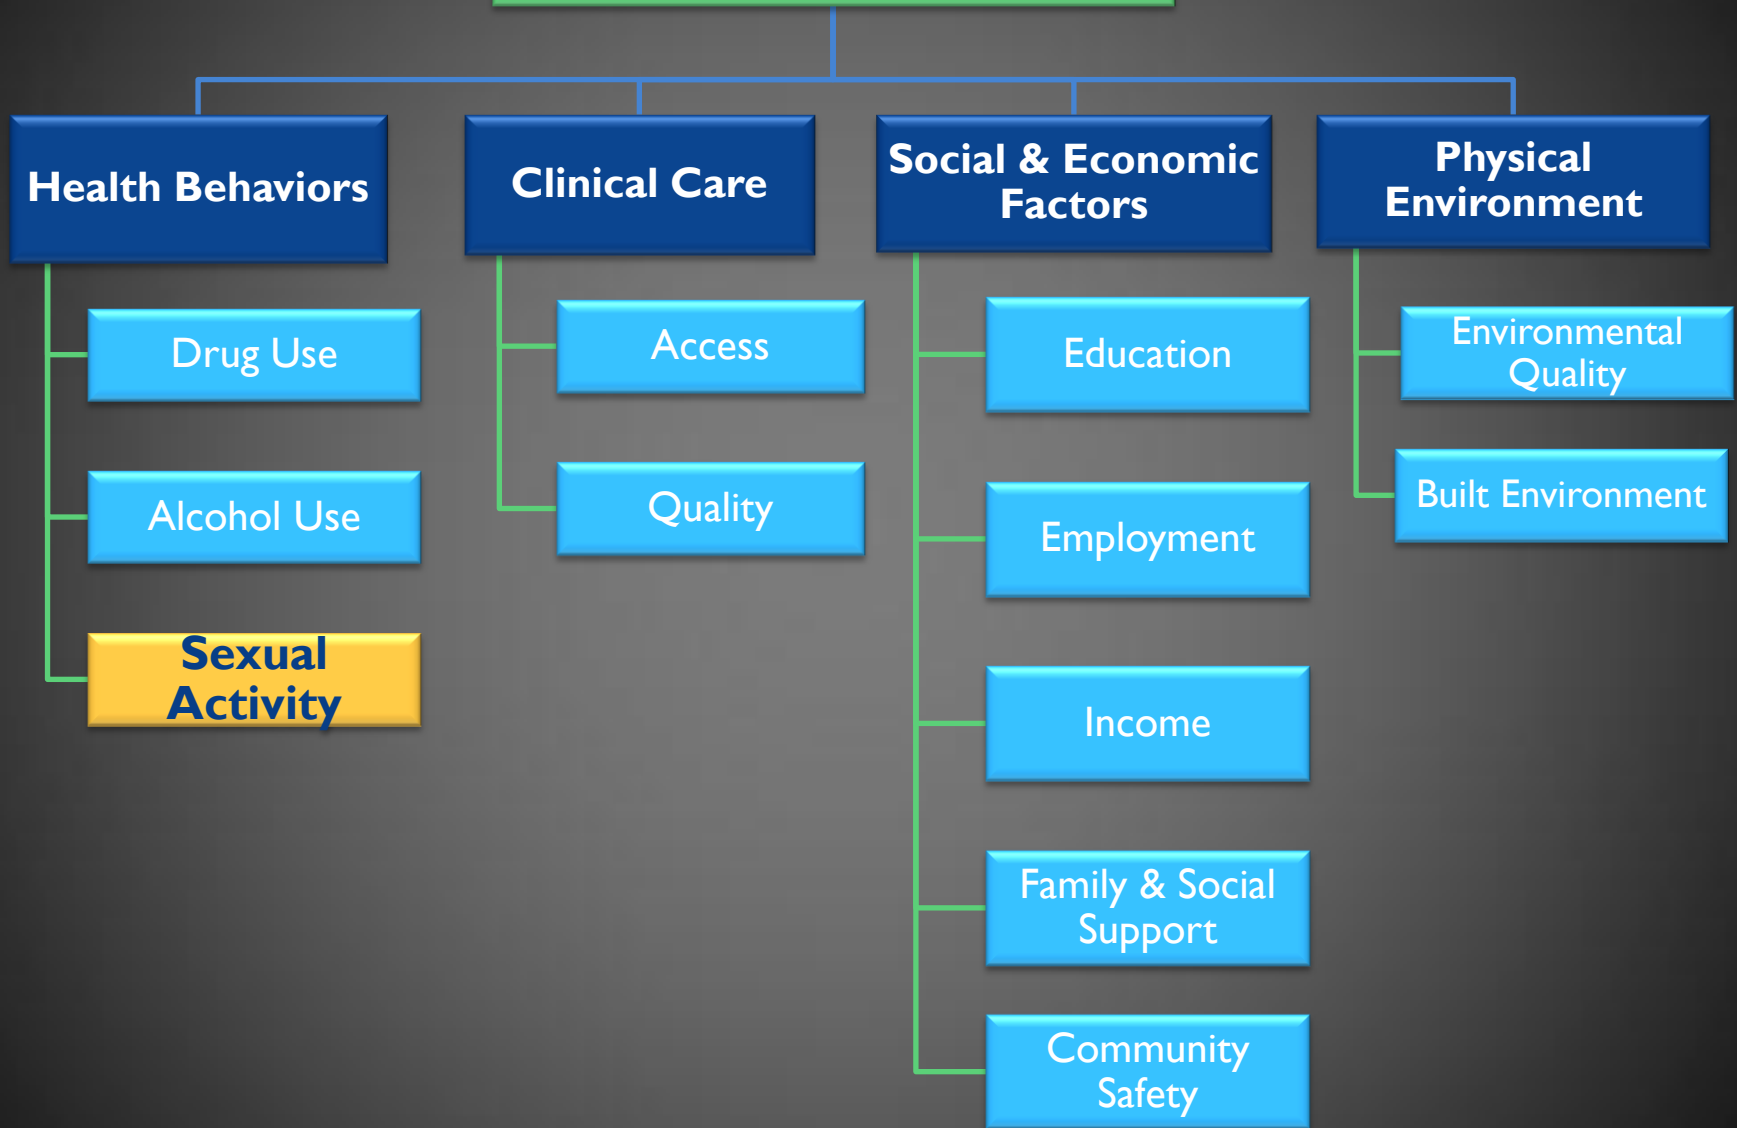 Health Behaviors
Drug Use
Alcohol Use
Sexual
Activity
Clinical Care
Access
Quality
Social & Economic
Factors
Education
Employment
Income
Family & Social
Support
Community
Safety
Physical
Environment
Environmental
Quality
Built Environment